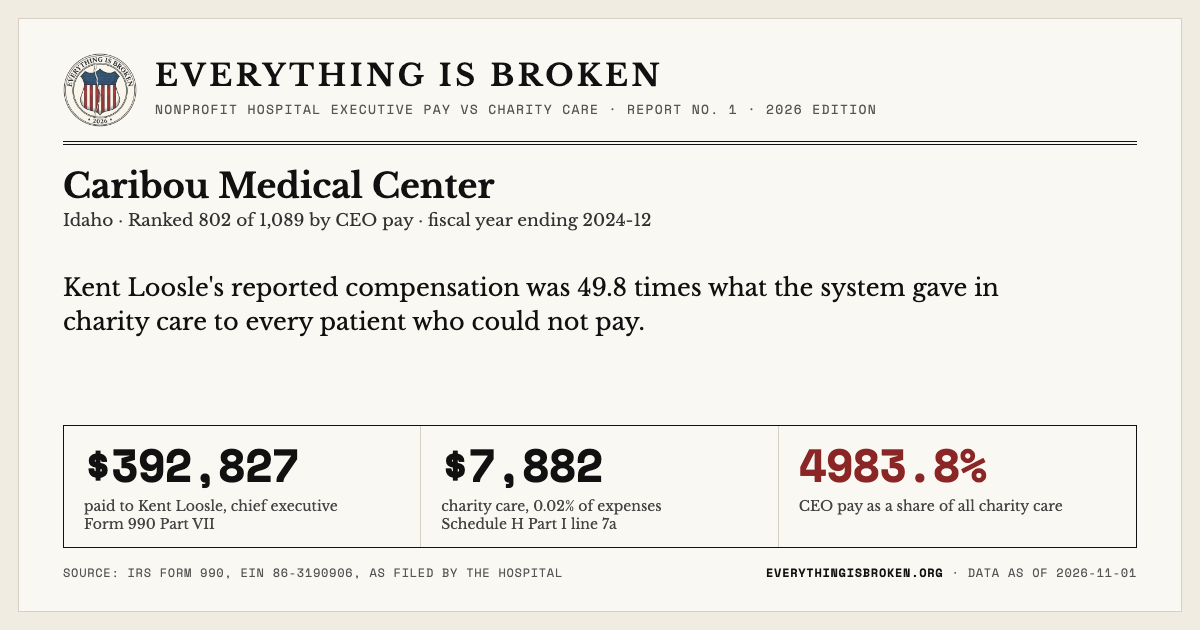 EVERYTHING IS BROKEN
· 2026 ·
EVERYTHING IS BROKEN
NONPROFIT HOSPITAL EXECUTIVE PAY VS CHARITY CARE · REPORT NO. 1 · 2026 EDITION
Caribou Medical Center
Idaho · Ranked 802 of 1,089 by CEO pay · fiscal year ending 2024-12
Kent Loosle's reported compensation was 49.8 times what the system gave in
charity care to every patient who could not pay.
$392,827
paid to Kent Loosle, chief executive
Form 990 Part VII
$7,882
charity care, 0.02% of expenses
Schedule H Part I line 7a
4983.8%
CEO pay as a share of all charity care
SOURCE: IRS FORM 990, EIN 86-3190906, AS FILED BY THE HOSPITAL
EVERYTHINGISBROKEN.ORG · DATA AS OF 2026-11-01